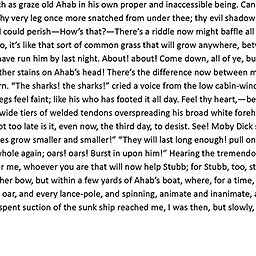 ch as graze old Ahab in his own proper and inaccessible being. Can
hy very leg once more snatched from under thee; thy evil shadow
I could perish—How's that?—There's a riddle now might baffle all
o, it's like that sort of common grass that will grow anywhere, betw
have run him by last night. About! about! Come down, all of ye, bu
ther stains on Ahab's head! There's the difference now between m
rn. "The sharks! the sharks!" cried a voice from the low cabin-wind
egs feel faint; like his who has footed it all day. Feel thy heart,—be
wide tiers of welded tendons overspreading his broad white foreh
ot too late is it, even now, the third day, to desist. See! Moby Dick s
es grow smaller and smaller!" "They will last long enough! pull on
whole again; oars! oars! Burst in upon him!" Hearing the tremendo
r me, whoever you are that will now help Stubb; for Stubb, too, st
her bow, but within a few yards of Ahab's boat, where, for a time,
oar, and every lance-pole, and spinning, animate and inanimate, a
spent suction of the sunk ship reached me, I was then, but slowly,